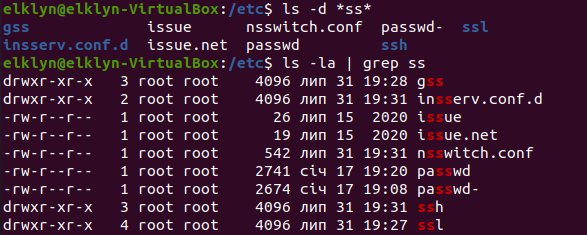 elklyn@elklyn-VirtualBox:/etc$ ls -d *ss*
gss issue nsswitch.conf passwd- ssl
insserv.conf.d issue.net passwd ssh
elklyn@elklyn-VirtualBox:/etc$ ls -la | grep ss
drwxr-xr-x 3 root root 4096 лип 31 19:28 gss
drwxr-xr-x 2 root root 4096 лип 31 19:31 insserv.conf.d
-rw-r--r-- 1 root root 26 лип 15 2020 issue
-rw-r--r-- 1 root root 19 лип 15 2020 issue.net
-rw-r--r-- 1 root root 542 лип 31 19:31 nsswitch.conf
-rw-r--r-- 1 root root 2741 січ 17 19:20 passwd
-rw-r--r-- 1 root root 2674 січ 17 19:08 passwd-
drwxr-xr-x 3 root root 4096 лип 31 19:31 ssh
drwxr-xr-x 4 root root 4096 лип 31 19:27 ssl